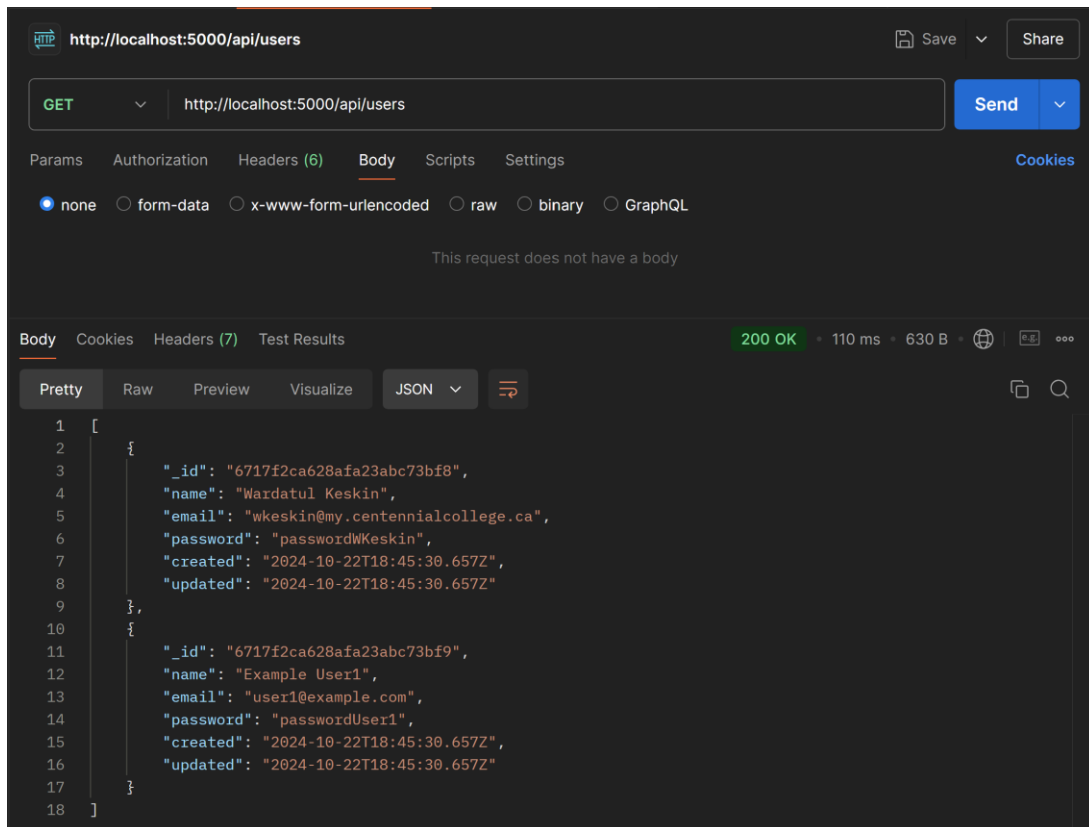 HTTP http://localhost:5000/api/users Save Share
GET http://localhost:5000/api/users Send
Params Authorization Headers (6) Body Scripts Settings Cookies
none form-data x-www-form-urlencoded raw binary GraphQL
This request does not have a body
Body Cookies Headers (7) Test Results 200 OK • 110 ms • 630 B • e.g. ooo
Pretty Raw Preview Visualize JSON
1 [
2 {
3 "_id": "6717f2ca628afa23abc73bf8",
4 "name": "Wardatul Keskin",
5 "email": "wkeskin@my.centennialcollege.ca",
6 "password": "passwordWKeskin",
7 "created": "2024-10-22T18:45:30.657Z",
8 "updated": "2024-10-22T18:45:30.657Z"
9 },
10 {
11 "_id": "6717f2ca628afa23abc73bf9",
12 "name": "Example User1",
13 "email": "user1@example.com",
14 "password": "passwordUser1",
15 "created": "2024-10-22T18:45:30.657Z",
16 "updated": "2024-10-22T18:45:30.657Z"
17 }
18 ]